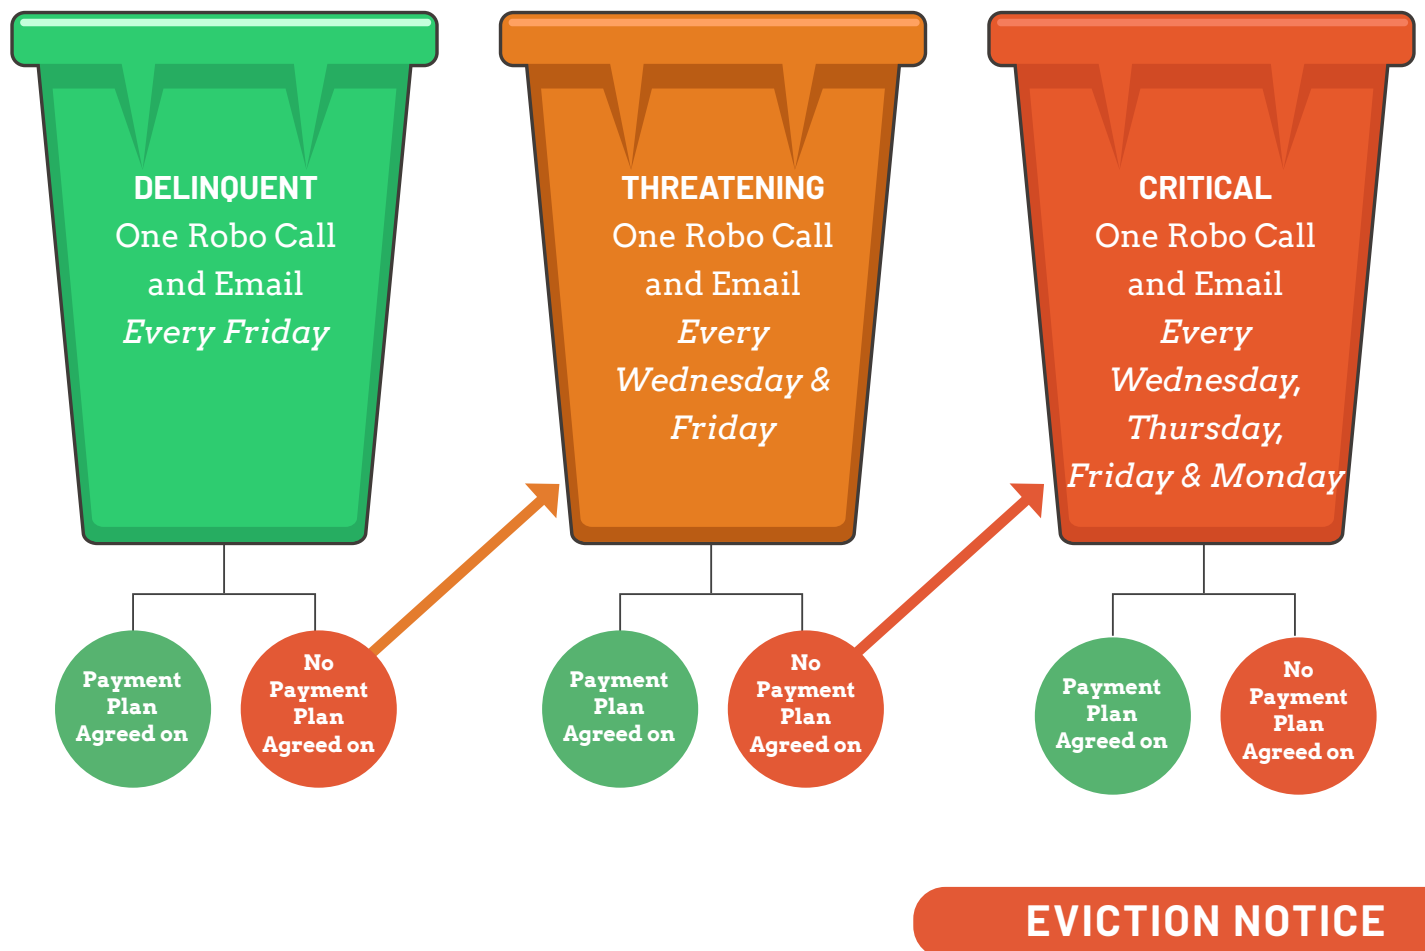 DELINQUENT
One Robo Call
and Email
Every Friday
THREATENING
One Robo Call
and Email
Every
Wednesday &
Friday
CRITICAL
One Robo Call
and Email
Every
Wednesday,
Thursday,
Friday & Monday
Payment
Plan
Agreed on
No
Payment
Plan
Agreed on
Payment
Plan
Agreed on
No
Payment
Plan
Agreed on
Payment
Plan
Agreed on
No
Payment
Plan
Agreed on
EVICTION NOTICE